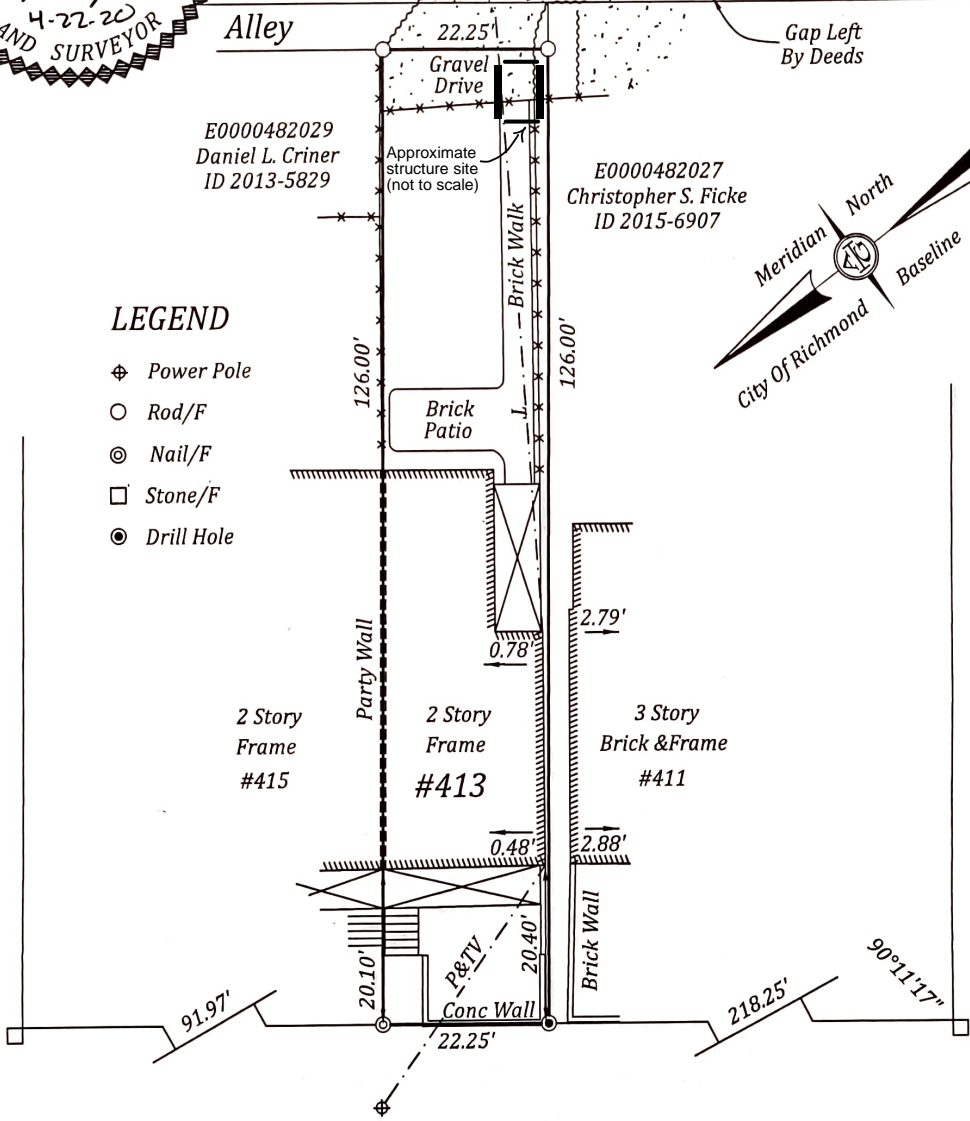 4-22-20
AND SURVEYOR
Alley
22.25'
Gap Left
By Deeds
Gravel
Drive
E0000482029
Daniel L. Criner
ID 2013-5829
Approximate
structure site
(not to scale)
E0000482027
Christopher S. Ficke
ID 2015-6907
Meridian North
City Of Richmond Baseline
Brick Walk
LEGEND
Power Pole
Rod/F
Nail/F
Stone/F
Drill Hole
126.00'
126.00'
T
Brick
Patio
2.79'
0.78'
Party Wall
2 Story
Frame
#415
2 Story
Frame
#413
3 Story
Brick &Frame
#411
0.48'
2.88'
20.10'
P&TV
20.40'
Brick Wall
90°11'17"
91.97'
Conc Wall
22.25'
218.25'